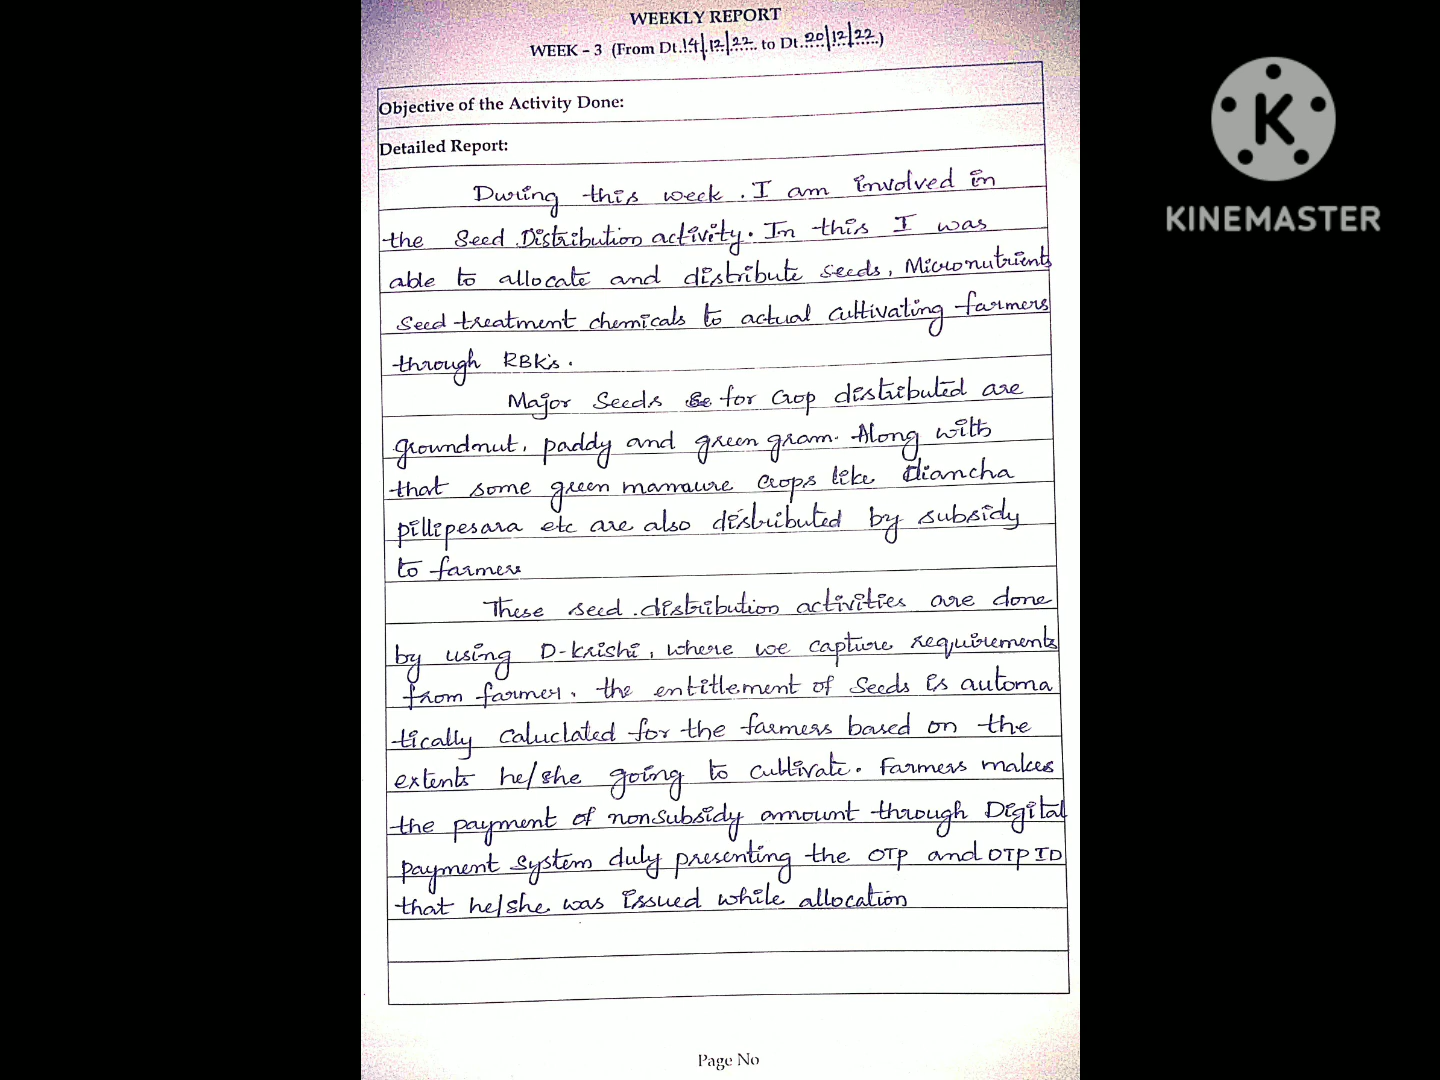 WEEKLY REPORT
WEEK – 3 (From Dt.14/12/22 to Dt.20/12/22)
Objective of the Activity Done:
Detailed Report:
During this week . I am involved in
the Seed Distribution activity. In this I was
able to allocate and distribute seeds, Micronutrients
Seed treatment chemicals to actual cultivating farmers
through RBK's.
Major Seeds for Crop distributed are
groundnut, paddy and green gram. Along with
that some green manaure crops like Diancha
pillipesara etc are also distributed by subsidy
to farmers
These seed distribution activities are done
by using D-krishi, where we capture requirements
from farmer, the entitlement of Seeds is automa
tically caluclated for the farmers based on the
extents he/she going to cultivate. Farmers makes
the payment of nonsubsidy amount through Digital
payment System duly presenting the OTP and OTP ID
that he/she was issued while allocation
Page No
K
KINEMASTER